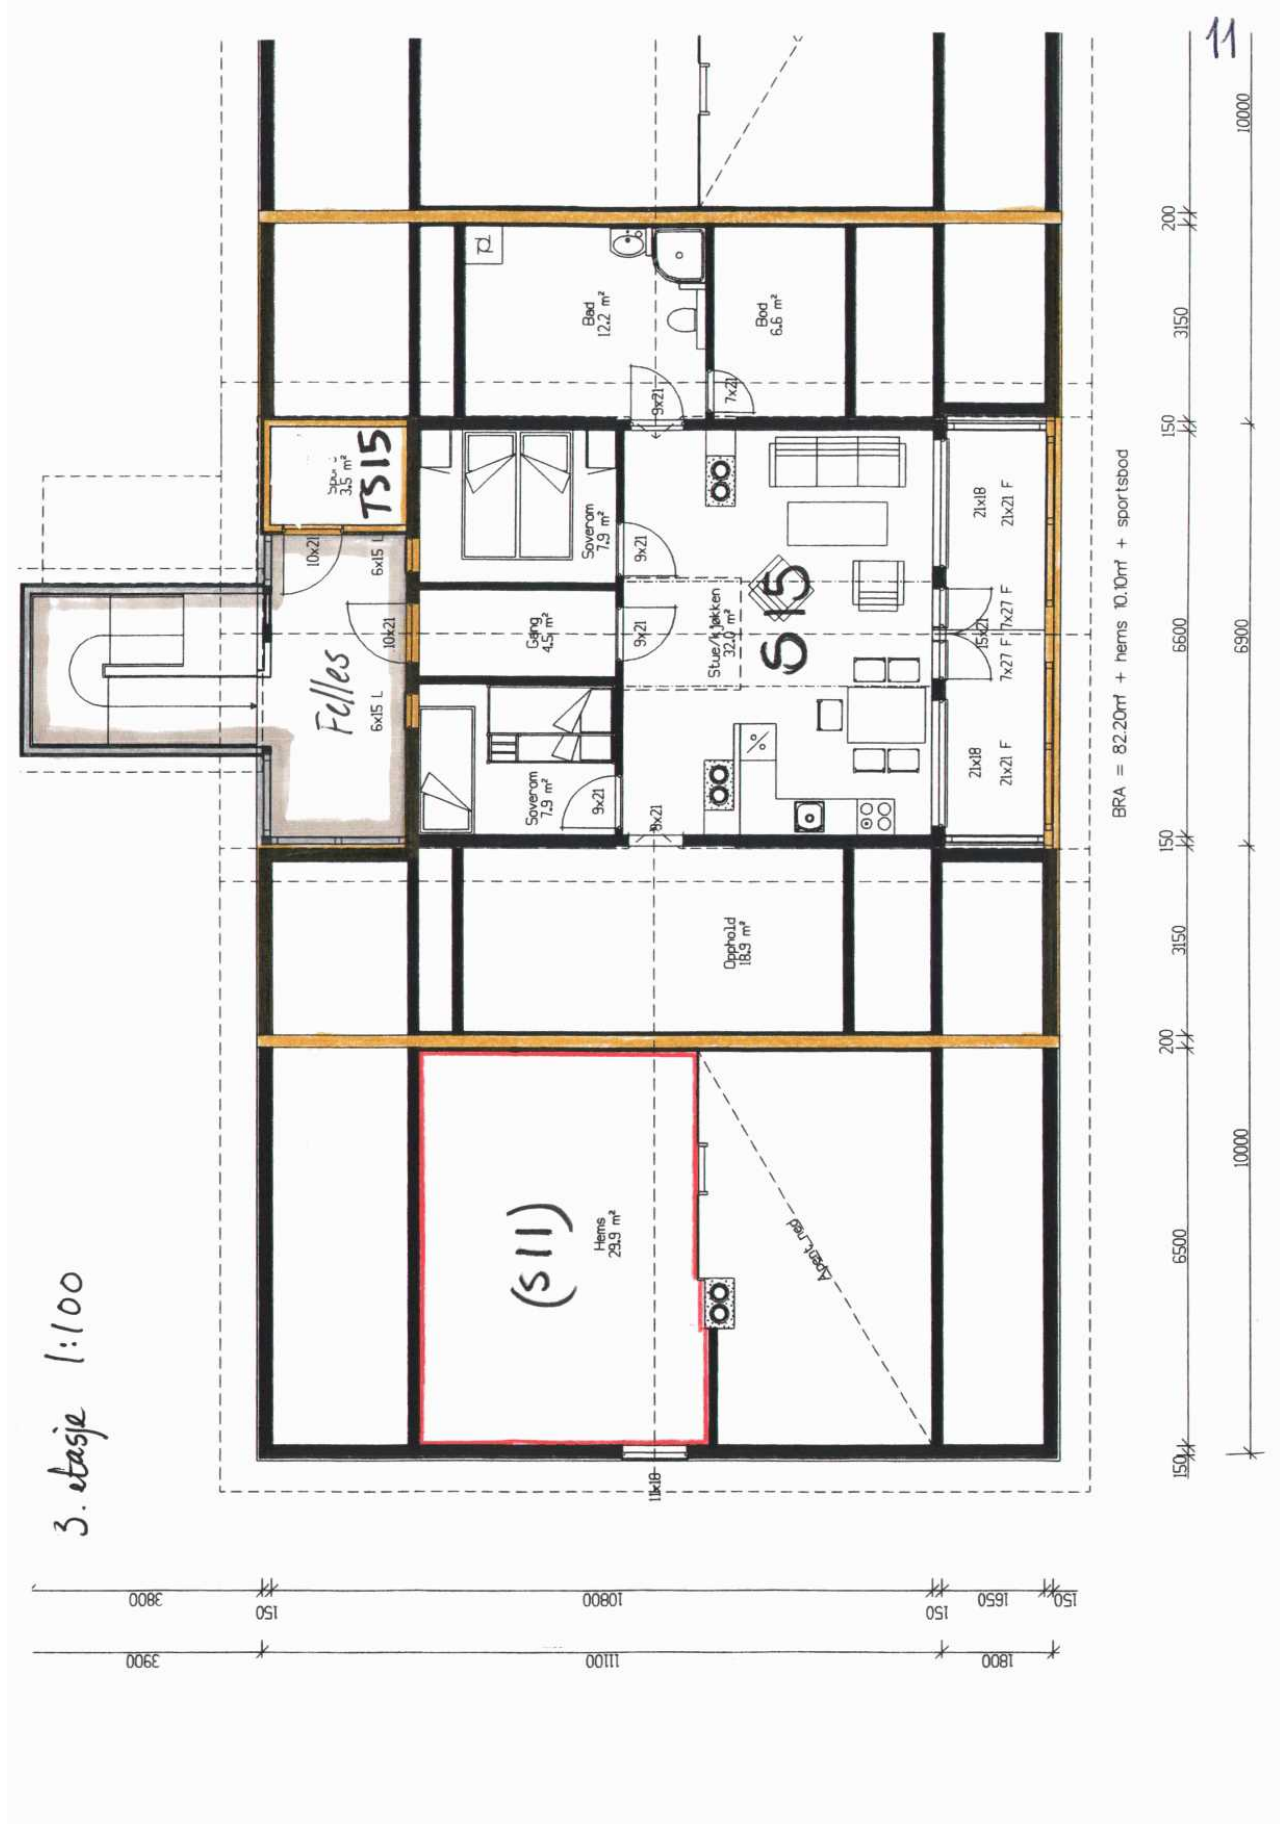 11
3. etasje 1:100
Bad
12.2 m²
9x21
Bod
6.6 m²
7x21
3.5 m²
TS15
10x21
6x15 L
Felles
10x21
6x15 L
Soverom
7.9 m²
9x21
Gang
4.5 m²
9x21
Soverom
7.9 m²
9x21
Stue/kjøkken
32.0 m²
S 15
9x21
21x18
21x21 F
15x21
7x27 F 7x27 F
21x18
21x21 F
Opphold
18.9 m²
(S 11)
Hems
29.9 m²
Åpent ned
11x18
BRA = 82.20m² + hems 10.10m² + sportsbod
150 6500 200 3150 150 6600 150 3150 200
10000 6900 10000
3800 150 10800 150 1650 150
3900 11100 1800